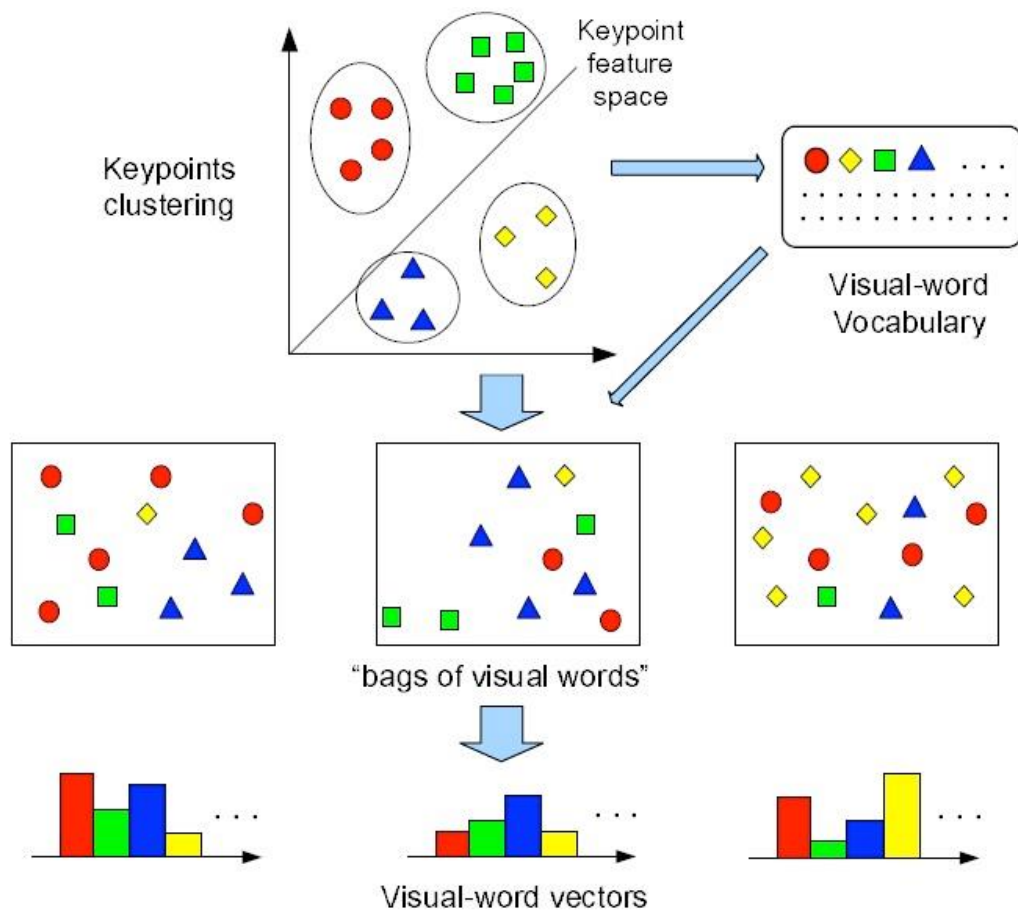 Keypoint
feature
space
Keypoints
clustering
. . .
Visual-word
Vocabulary
“bags of visual words”
. . .
. . .
. . .
Visual-word vectors